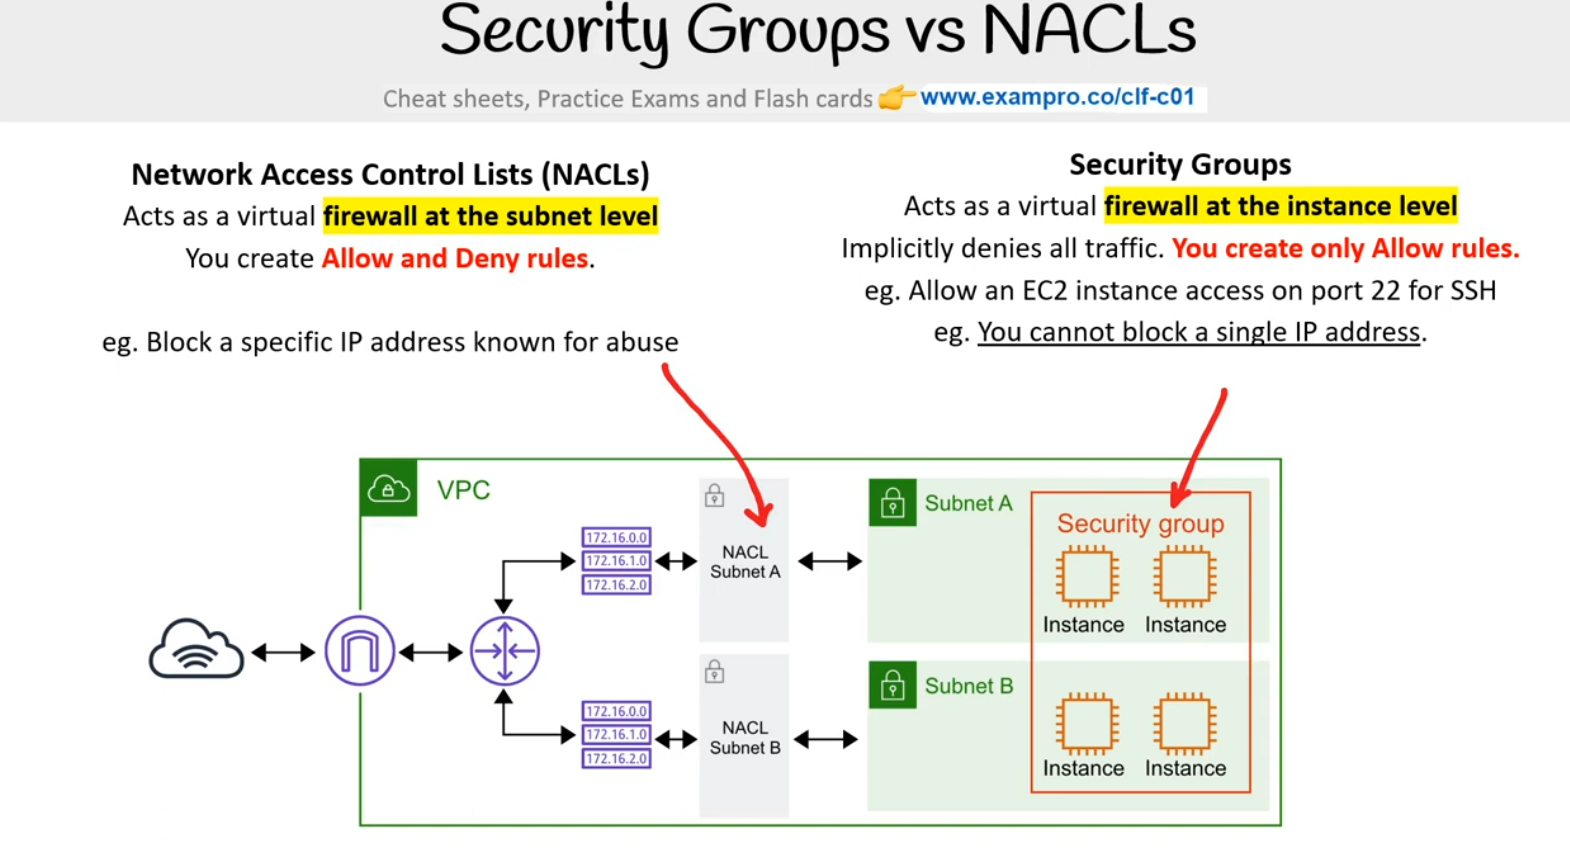 Security Groups vs NACLs
Cheat sheets, Practice Exams and Flash cards 👉 www.exampro.co/clf-c01
Network Access Control Lists (NACLs)
Acts as a virtual firewall at the subnet level
You create Allow and Deny rules.
eg. Block a specific IP address known for abuse
Security Groups
Acts as a virtual firewall at the instance level
Implicitly denies all traffic. You create only Allow rules.
eg. Allow an EC2 instance access on port 22 for SSH
eg. You cannot block a single IP address.
VPC
172.16.0.0
172.16.1.0
172.16.2.0
NACL
Subnet A
Subnet A
Security group
Instance Instance
172.16.0.0
172.16.1.0
172.16.2.0
NACL
Subnet B
Subnet B
Instance Instance